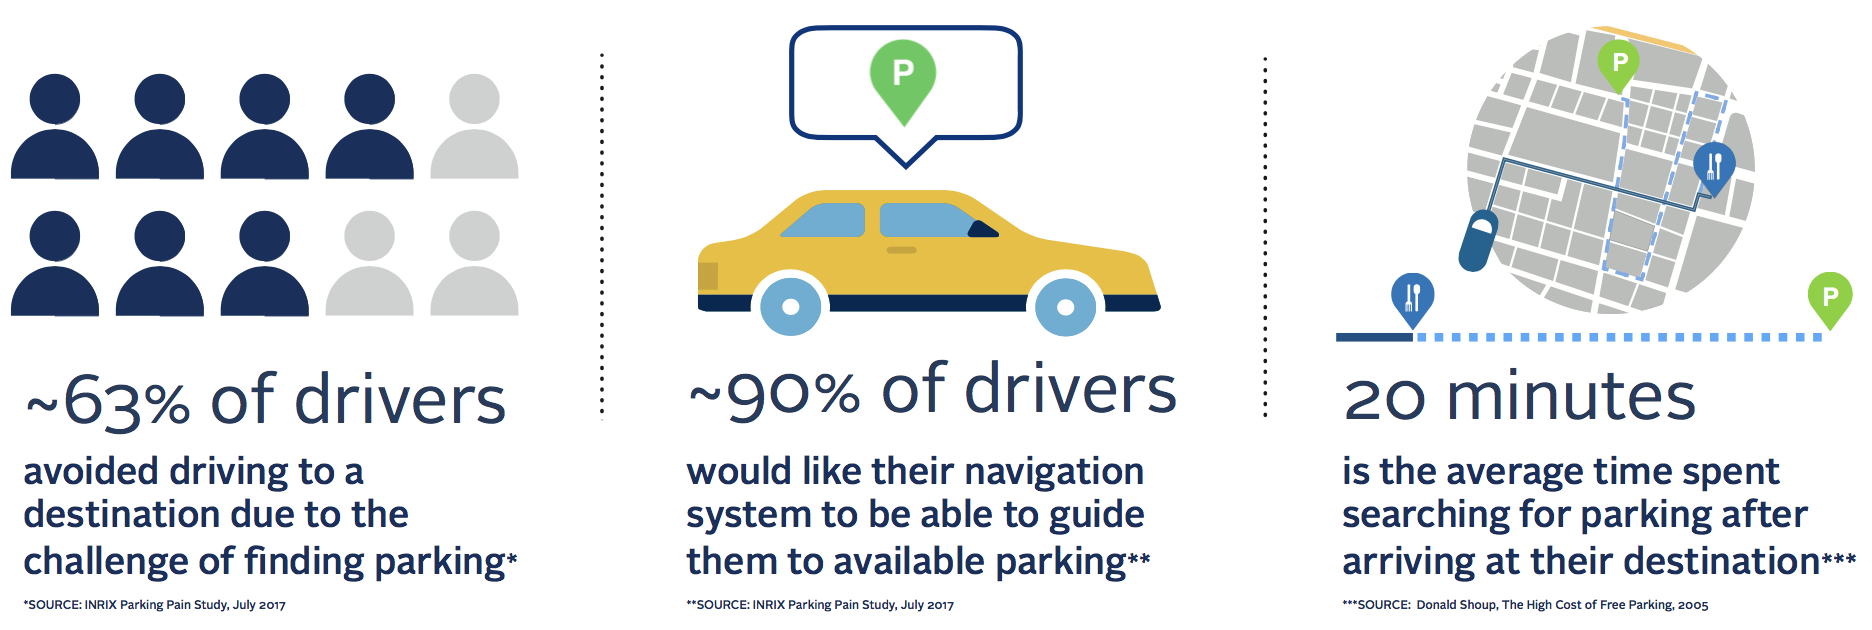 ~63% of drivers
avoided driving to a
destination due to the
challenge of finding parking*
*SOURCE: INRIX Parking Pain Study, July 2017
P
~90% of drivers
would like their navigation
system to be able to guide
them to available parking**
**SOURCE: INRIX Parking Pain Study, July 2017
P
P
20 minutes
is the average time spent
searching for parking after
arriving at their destination***
***SOURCE: Donald Shoup, The High Cost of Free Parking, 2005